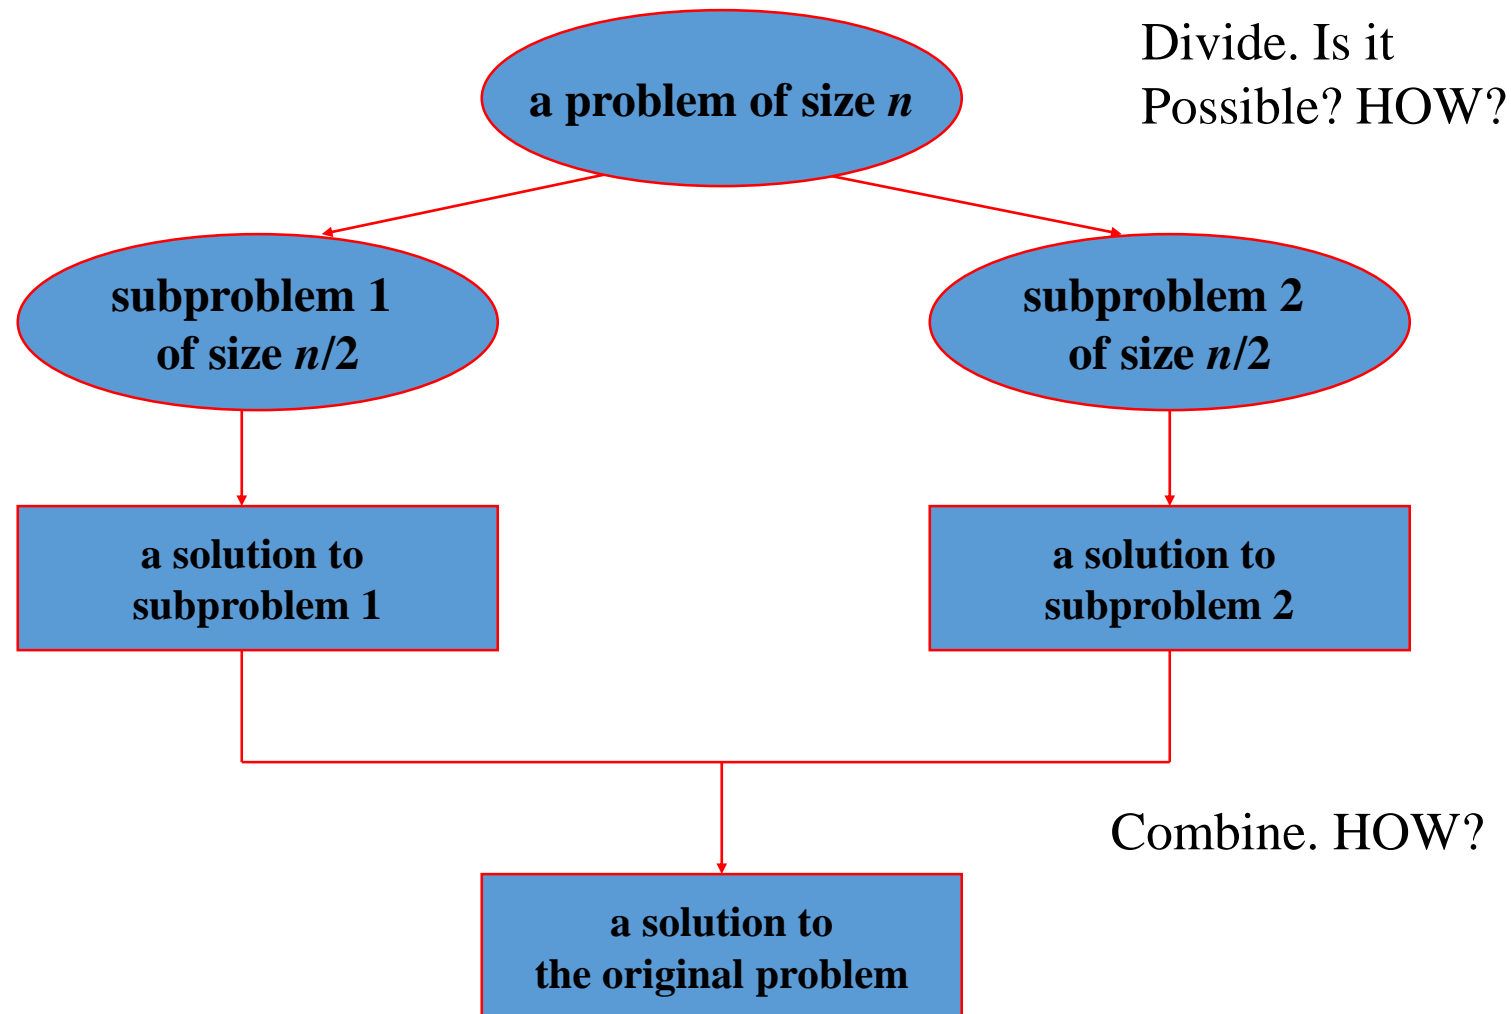 Divide. Is it
Possible? HOW?
a problem of size n
subproblem 1
of size n/2
subproblem 2
of size n/2
a solution to
subproblem 1
a solution to
subproblem 2
Combine. HOW?
a solution to
the original problem